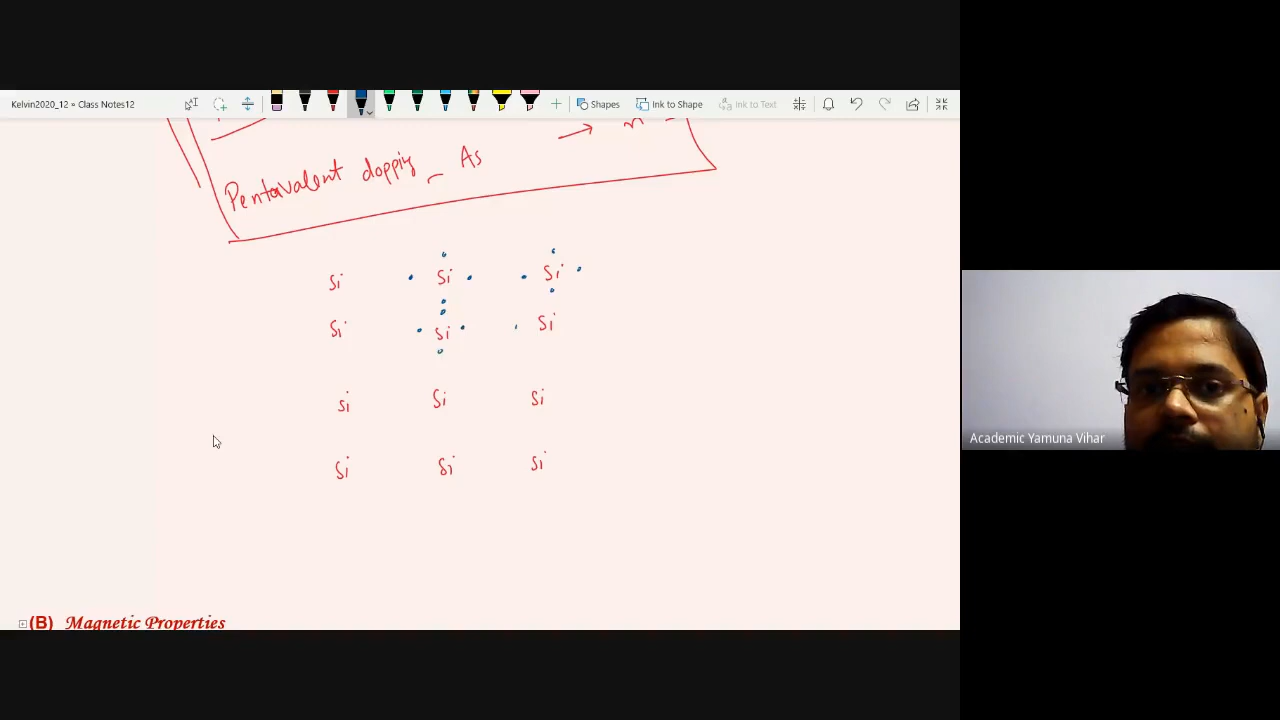 Kelvin2020_12 » Class Notes12
Shapes
Ink to Shape
Ink to Text
→ n
Pentavalent doppig - As
Si Si Si
Si Si Si
Si Si Si
Si Si Si
(B) Magnetic Properties
Academic Yamuna Vihar